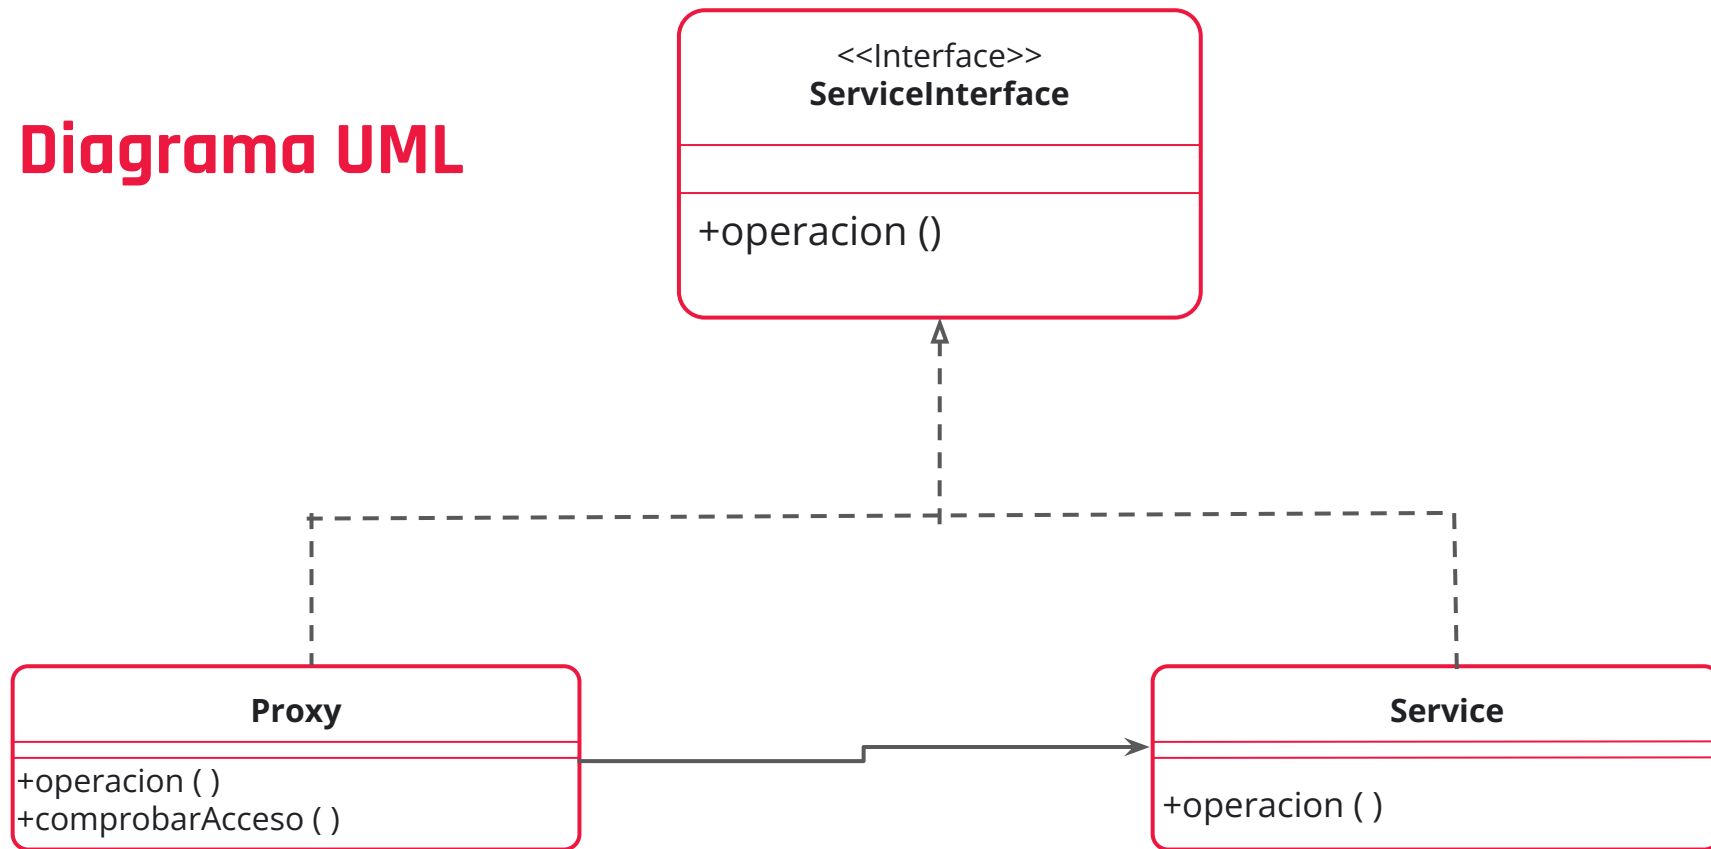 Diagrama UML
<<Interface>>
ServiceInterface
+operacion ()
Proxy
+operacion ( )
+comprobarAcceso ( )
Service
+operacion ( )